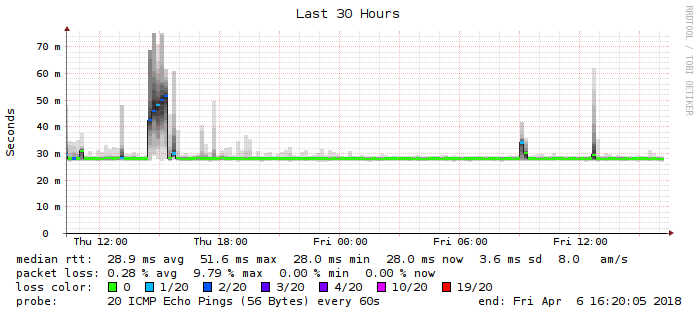 Last 30 Hours
RRDTOOL / TOBI OETIKER
Seconds
70 m
60 m
50 m
40 m
30 m
20 m
10 m
0
Thu 12:00 Thu 18:00 Fri 00:00 Fri 06:00 Fri 12:00
median rtt: 28.9 ms avg 51.6 ms max 28.0 ms min 28.0 ms now 3.6 ms sd 8.0 am/s
packet loss: 0.28 % avg 9.79 % max 0.00 % min 0.00 % now
loss color: 0 1/20 2/20 3/20 4/20 10/20 19/20
probe: 20 ICMP Echo Pings (56 Bytes) every 60s end: Fri Apr 6 16:20:05 2018